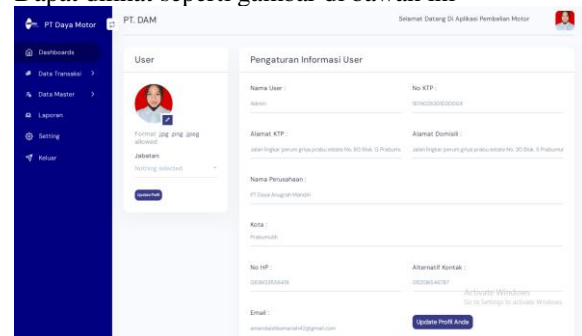 Dapat dilihat seperti gambar di bawah ini
PT Daya Motor
PT. DAM
Selamat Datang Di Aplikasi Pembelian Motor
Dashboards
Data Transaksi
Data Master
Laporan
Setting
Keluar
User
Format .jpg .png .jpeg
allowed
Jabatan:
Nothing selected
Update Profil
Pengaturan Informasi User
Nama User :
No KTP :
Admin
Alamat KTP :
Alamat Domisili :
Nama Perusahaan :
PT Daya Anugrah Mandiri
Kota :
Prabumulih
No HP :
Alternatif Kontak :
Activate Windows
Go to Settings to activate Windows.
Email :
Update Profil Anda